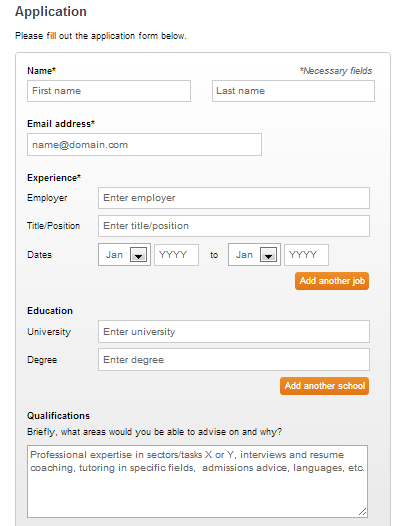 Application
Please fill out the application form below.
Name* *Necessary fields
First name Last name
Email address*
name@domain.com
Experience*
Employer Enter employer
Title/Position Enter title/position
Dates Jan YYYY to Jan YYYY
Add another job
Education
University Enter university
Degree Enter degree
Add another school
Qualifications
Briefly, what areas would you be able to advise on and why?
Professional expertise in sectors/tasks X or Y, interviews and resume
coaching, tutoring in specific fields, admissions advice, languages, etc.